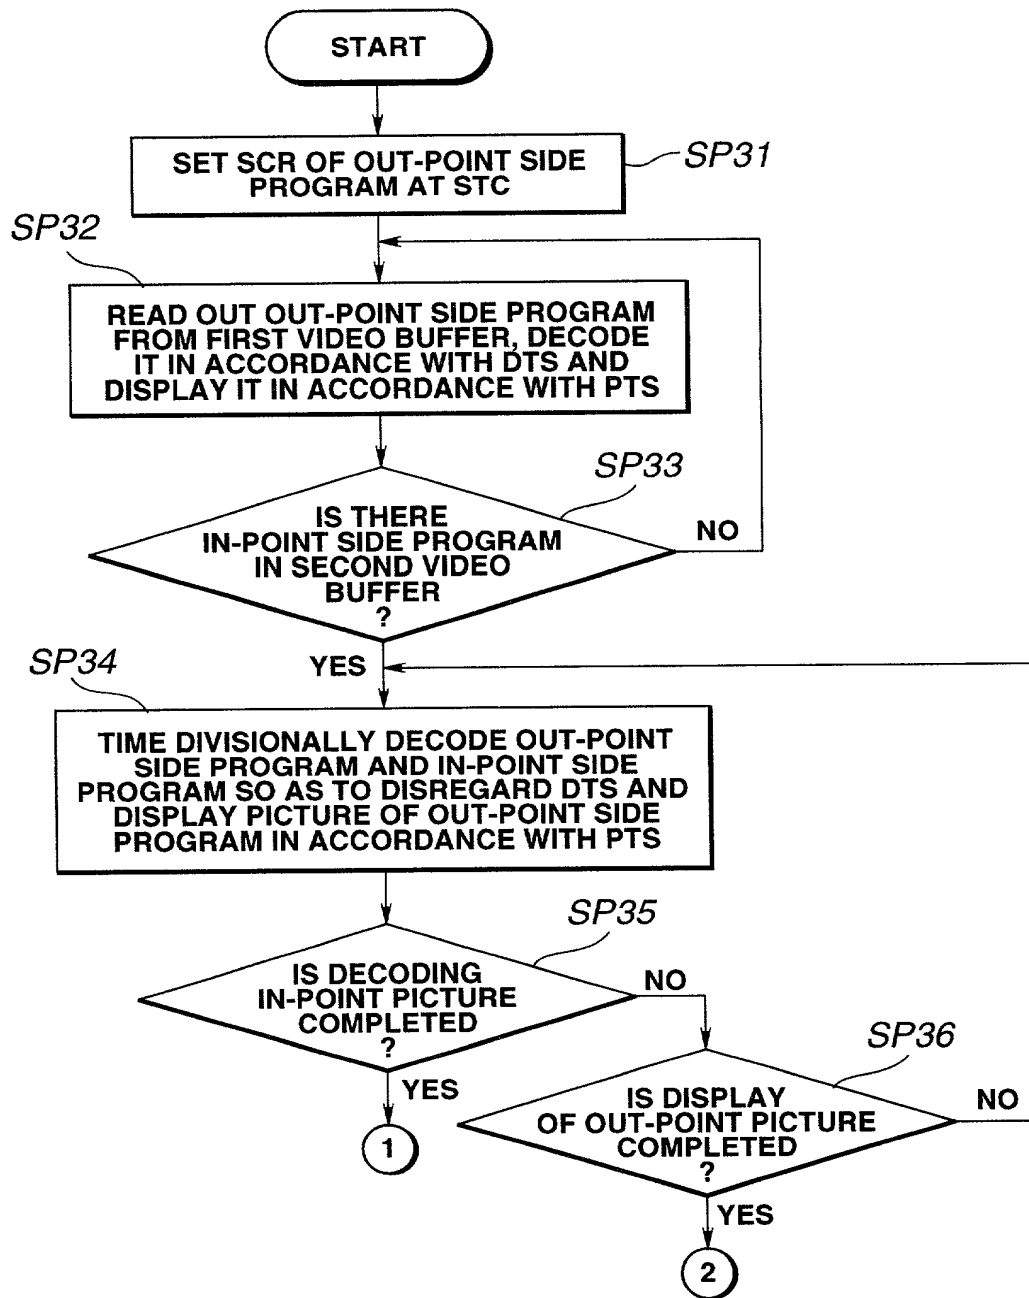 START
SET SCR OF OUT-POINT SIDE
PROGRAM AT STC
SP31
SP32
READ OUT OUT-POINT SIDE PROGRAM
FROM FIRST VIDEO BUFFER, DECODE
IT IN ACCORDANCE WITH DTS AND
DISPLAY IT IN ACCORDANCE WITH PTS
SP33
IS THERE
IN-POINT SIDE PROGRAM
IN SECOND VIDEO
BUFFER
?
NO
YES
SP34
TIME DIVISIONALLY DECODE OUT-POINT
SIDE PROGRAM AND IN-POINT SIDE
PROGRAM SO AS TO DISREGARD DTS AND
DISPLAY PICTURE OF OUT-POINT SIDE
PROGRAM IN ACCORDANCE WITH PTS
SP35
IS DECODING
IN-POINT PICTURE
COMPLETED
?
NO
YES
1
SP36
IS DISPLAY
OF OUT-POINT PICTURE
COMPLETED
?
NO
YES
2